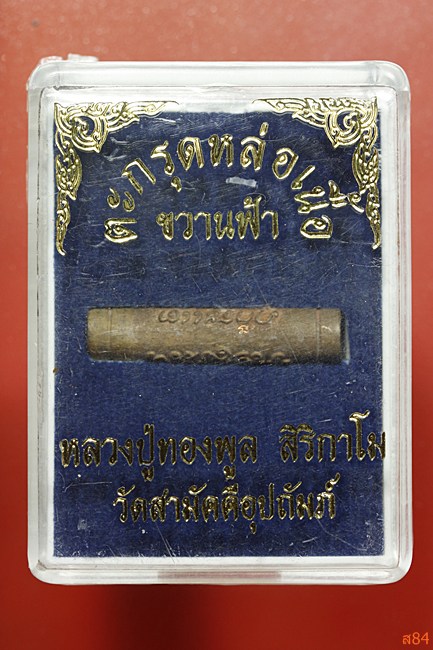 ตะกรุดหล่อเนื้อ
ขวานฟ้า
หลวงปู่ทองพูล สิริกาโม
วัดสามัคคีอุปถัมภ์
ส84